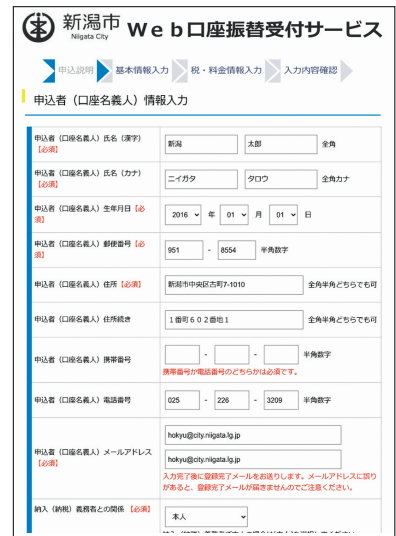 新潟市 Web口座振替受付サービス
Niigata City
申込説明 基本情報入力 税・料金情報入力 入力内容確認
申込者（口座名義人）情報入力
申込者（口座名義人）氏名（漢字）
【必須】
新潟 太郎 全角
申込者（口座名義人）氏名（カナ）
【必須】
ニイガタ タロウ 全角カナ
申込者（口座名義人）生年月日【必
須】
2016 年 01 月 01 日
申込者（口座名義人）郵便番号【必
須】
951 - 8554 半角数字
申込者（口座名義人）住所【必須】
新潟市中央区古町7-1010 全角半角どちらでも可
申込者（口座名義人）住所続き
１番町６０２番地1 全角半角どちらでも可
申込者（口座名義人）携帯番号
- - 半角数字
携帯番号か電話番号のどちらかは必須です。
申込者（口座名義人）電話番号
025 - 226 - 3209 半角数字
申込者（口座名義人）メールアドレス
【必須】
hokyu@city.niigata.lg.jp
hokyu@city.niigata.lg.jp
入力完了後に登録完了メールをお送りします。メールアドレスに誤り
があると、登録完了メールが届きませんのでご注意ください。
納入（納税）義務者との関係【必須】
本人